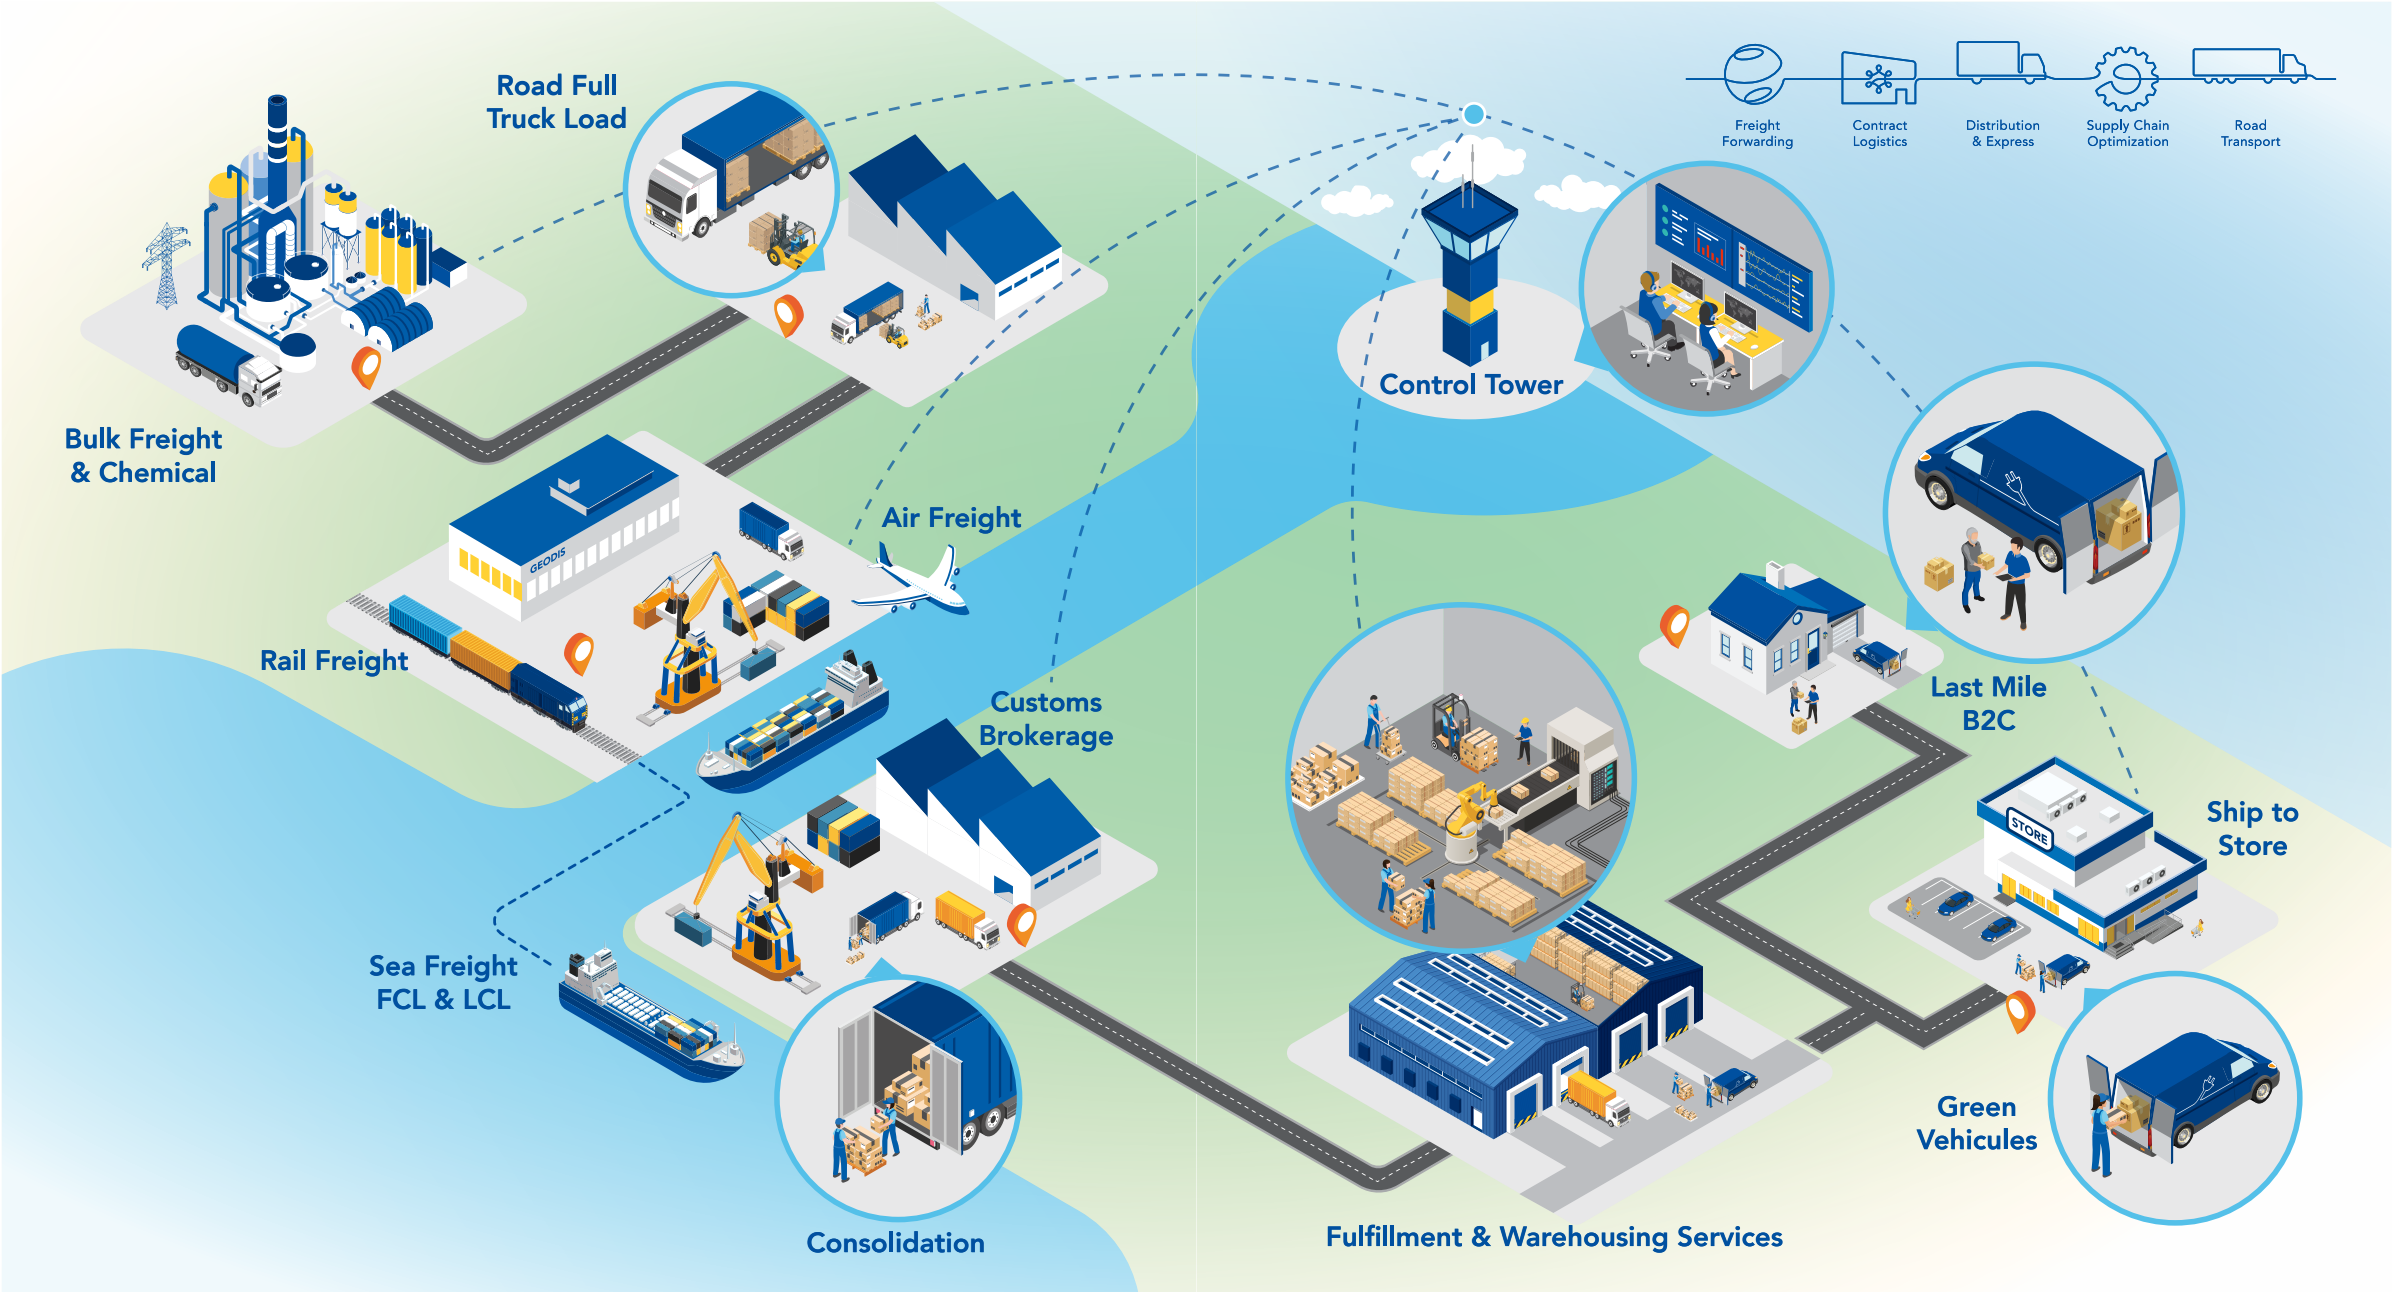 Road Full
Truck Load
Freight
Forwarding
Contract
Logistics
Distribution
& Express
Supply Chain
Optimization
Road
Transport
Control Tower
Bulk Freight
& Chemical
Air Freight
GEODIS
Rail Freight
Customs
Brokerage
Last Mile
B2C
STORE
Ship to
Store
Sea Freight
FCL & LCL
Green
Vehicules
Consolidation
Fulfillment & Warehousing Services